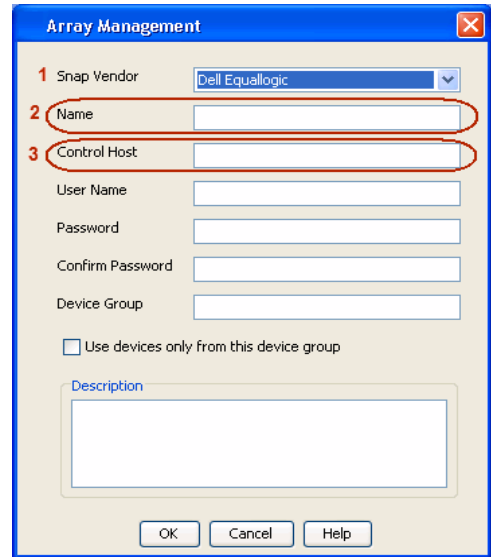 Array Management
1 Snap Vendor Dell Equallogic
2 Name
3 Control Host
User Name
Password
Confirm Password
Device Group
Use devices only from this device group
Description
OK Cancel Help